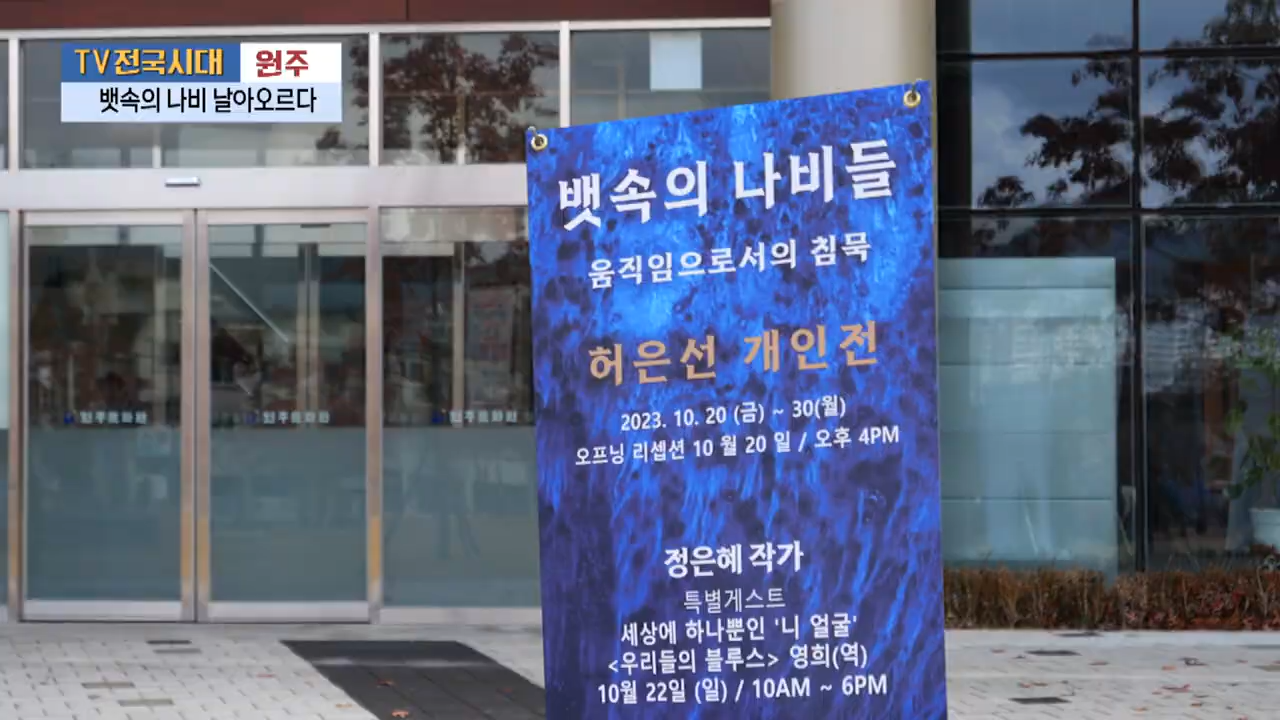 TV전국시대 원주
뱃속의 나비 날아오르다
뱃속의 나비들
움직임으로서의 침묵
허은선 개인전
2023. 10. 20 (금) ~ 30(월)
오프닝 리셉션 10 월 20 일 / 오후 4PM
정은혜 작가
특별게스트
세상에 하나뿐인 '니 얼굴'
<우리들의 블루스> 영희(역)
10월 22일 (일) / 10AM ~ 6PM